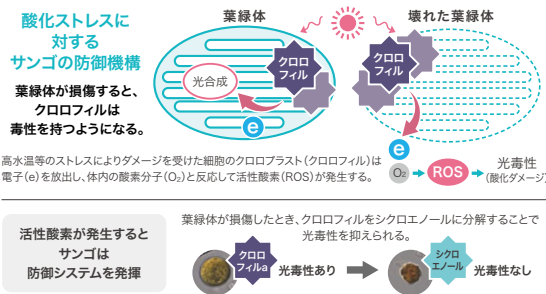 酸化ストレスに
対する
サンゴの防御機構
葉緑体が損傷すると、
クロロフィルは
毒性を持つようになる。
葉緑体
クロロ
フィル
光合成
e
壊れた葉緑体
クロロ
フィル
e
O₂
ROS
光毒性
(酸化ダメージ)
高水温等のストレスによりダメージを受けた細胞のクロロプラスト(クロロフィル)は
電子(e)を放出し、体内の酸素分子(O₂)と反応して活性酸素(ROS)が発生する。
活性酸素が発生すると
サンゴは
防御システムを発揮
葉緑体が損傷したとき、クロロフィルをシクロエノールに分解することで
光毒性を抑えられる。
クロロ
フィルa
光毒性あり
シクロ
エノール
光毒性なし